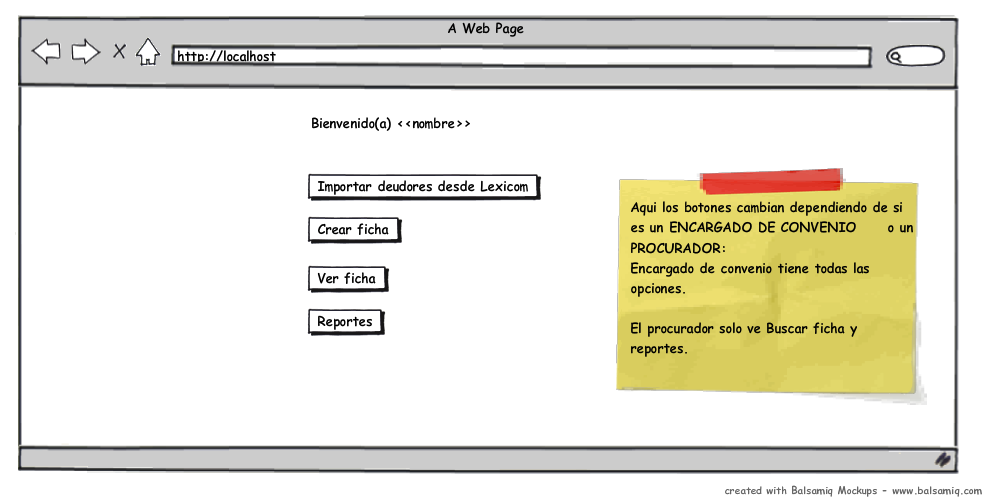 A Web Page
http://localhost
Bienvenido(a) <<nombre>>
Importar deudores desde Lexicom
Crear ficha
Ver ficha
Reportes
Aqui los botones cambian dependiendo de si
es un ENCARGADO DE CONVENIO o un
PROCURADOR:
Encargado de convenio tiene todas las
opciones.
El procurador solo ve Buscar ficha y
reportes.
created with Balsamiq Mockups - www.balsamiq.com